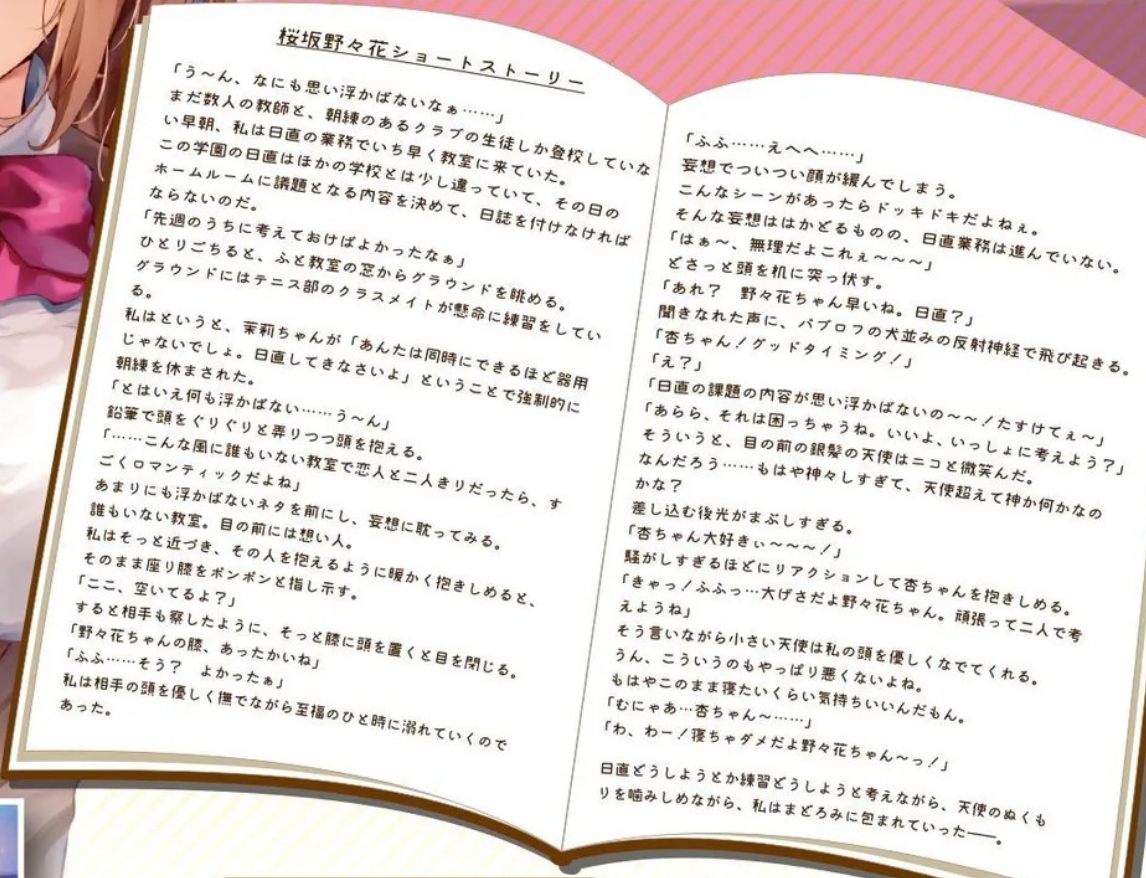 桜坂野々花ショートストーリー
「う～ん、なにも思い浮かばないなぁ……」
まだ数人の教師と、朝練のあるクラブの生徒しか登校していな
い早朝、私は日直の業務でいち早く教室に来ていた。
この学園の日直はほかの学校とは少し違っていて、その日の
ホームルームに議題となる内容を決めて、日誌を付けなければ
ならないのだ。
「先週のうちに考えておけばよかったなぁ」
ひとりごちると、ふと教室の窓からグラウンドを眺める。
グラウンドにはテニス部のクラスメイトが懸命に練習をしてい
る。
私はというと、茉莉ちゃんが「あんたは同時にできるほど器用
じゃないでしょ。日直してきなさいよ」ということで強制的に
朝練を休まされた。
「とはいえ何も浮かばない……う～ん」
鉛筆で頭をぐりぐりと弄りつつ頭を抱える。
「……こんな風に誰もいない教室で恋人と二人きりだったら、す
ごくロマンティックだよね」
あまりにも浮かばないネタを前にし、妄想に耽ってみる。
誰もいない教室。目の前には想い人。
私はそっと近づき、その人を抱えるように暖かく抱きしめると、
そのまま座り膝をポンポンと指し示す。
「ここ、空いてるよ?」
すると相手も察したように、そっと膝に頭を置くと目を閉じる。
「野々花ちゃんの膝、あったかいね」
「ふふ……そう?　よかったぁ」
私は相手の頭を優しく撫でながら至福のひと時に溺れていくので
あった。
「ふふ……えへへ……」
妄想でついつい顔が緩んでしまう。
こんなシーンがあったらドッキドキだよねぇ。
そんな妄想ははかどるものの、日直業務は進んでいない。
「はぁ～、無理だよこれぇ～～～」
どさっと頭を机に突っ伏す。
「あれ?　野々花ちゃん早いね。日直?」
聞きなれた声に、パブロフの犬並みの反射神経で飛び起きる。
「杏ちゃん!グッドタイミング!」
「え?」
「日直の課題の内容が思い浮かばないの～～!たすけてぇ～」
「あらら、それは困っちゃうね。いいよ、いっしょに考えよう?」
そういうと、目の前の銀髪の天使はニコと微笑んだ。
なんだろう……もはや神々しすぎて、天使超えて神か何かなの
かな?
差し込む後光がまぶしすぎる。
「杏ちゃん大好きぃ～～～!」
騒がしすぎるほどにリアクションして杏ちゃんを抱きしめる。
「きゃっ!ふふっ…大げさだよ野々花ちゃん。頑張って二人で考
えようね」
そう言いながら小さい天使は私の頭を優しくなでてくれる。
うん、こういうのもやっぱり悪くないよね。
もはやこのまま寝たいくらい気持ちいいんだもん。
「むにゃあ…杏ちゃん～……」
「わ、わー!寝ちゃダメだよ野々花ちゃん～っ!」
日直どうしようとか練習どうしようと考えながら、天使のぬくも
りを噛みしめながら、私はまどろみに包まれていった――。